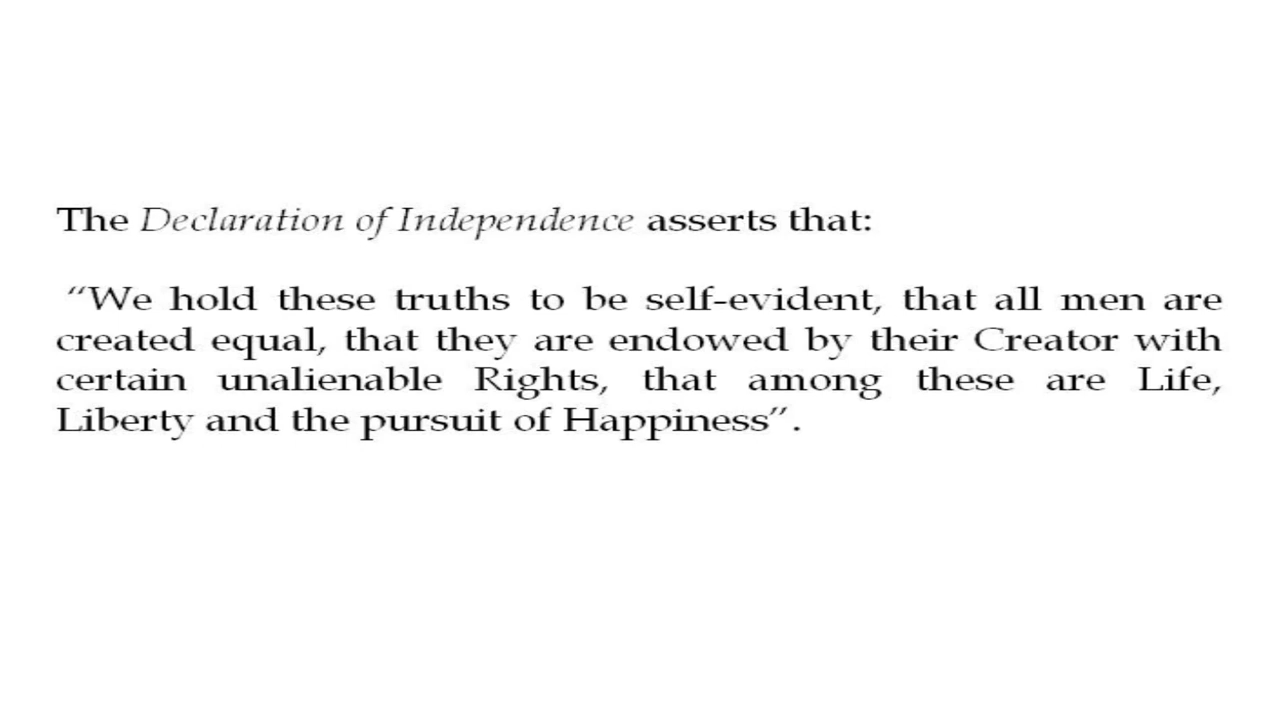 The Declaration of Independence asserts that:
“We hold these truths to be self-evident, that all men are
created equal, that they are endowed by their Creator with
certain unalienable Rights, that among these are Life,
Liberty and the pursuit of Happiness”.